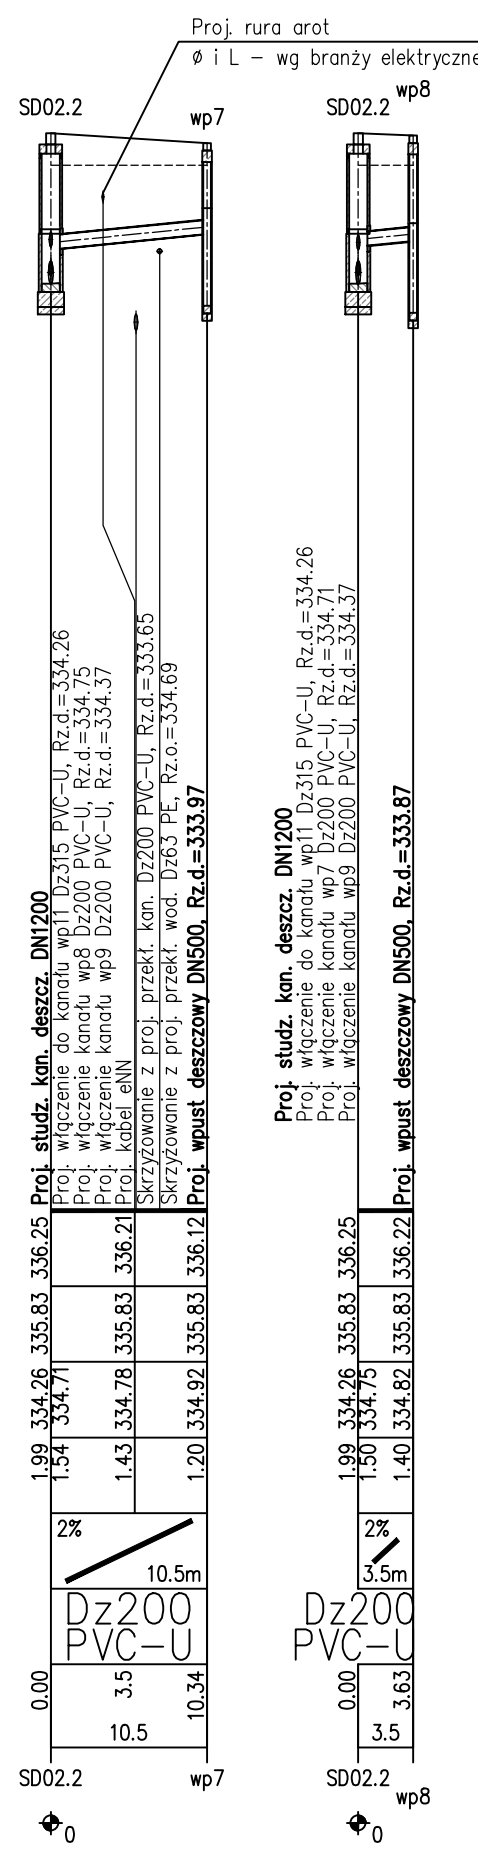 Proj. rura arot
ø i L – wg branży elektryczne
SD02.2
wp7
SD02.2
wp8
Proj. studz. kan. deszcz. DN1200
Proj. włączenie do kanału wp11 Dz315 PVC–U, Rz.d.=334.26
Proj. włączenie kanału wp8 Dz200 PVC–U, Rz.d.=334.75
Proj. włączenie kanału wp9 Dz200 PVC–U, Rz.d.=334.37
Proj. kabel eNN
Skrzyżowanie z proj. przekł. kan. Dz200 PVC–U, Rz.d.=333.65
Skrzyżowanie z proj. przekł. wod. Dz63 PE, Rz.o.=334.69
Proj. wpust deszczowy DN500, Rz.d.=333.97
Proj. studz. kan. deszcz. DN1200
Proj. włączenie do kanału wp11 Dz315 PVC–U, Rz.d.=334.26
Proj. włączenie kanału wp7 Dz200 PVC–U, Rz.d.=334.71
Proj. włączenie kanału wp9 Dz200 PVC–U, Rz.d.=334.37
Proj. wpust deszczowy DN500, Rz.d.=333.87
336.25 336.21 336.12
336.25 336.22
335.83 335.83 335.83
335.83 335.83
334.26 334.71 334.78 334.92
334.26 334.75 334.82
1.99 1.54 1.43 1.20
1.99 1.50 1.40
2%
10.5m
2%
3.5m
Dz200
PVC–U
Dz200
PVC–U
0.00 3.5 10.34
0.00 3.63
10.5
3.5
SD02.2
wp7
SD02.2
wp8
0
0